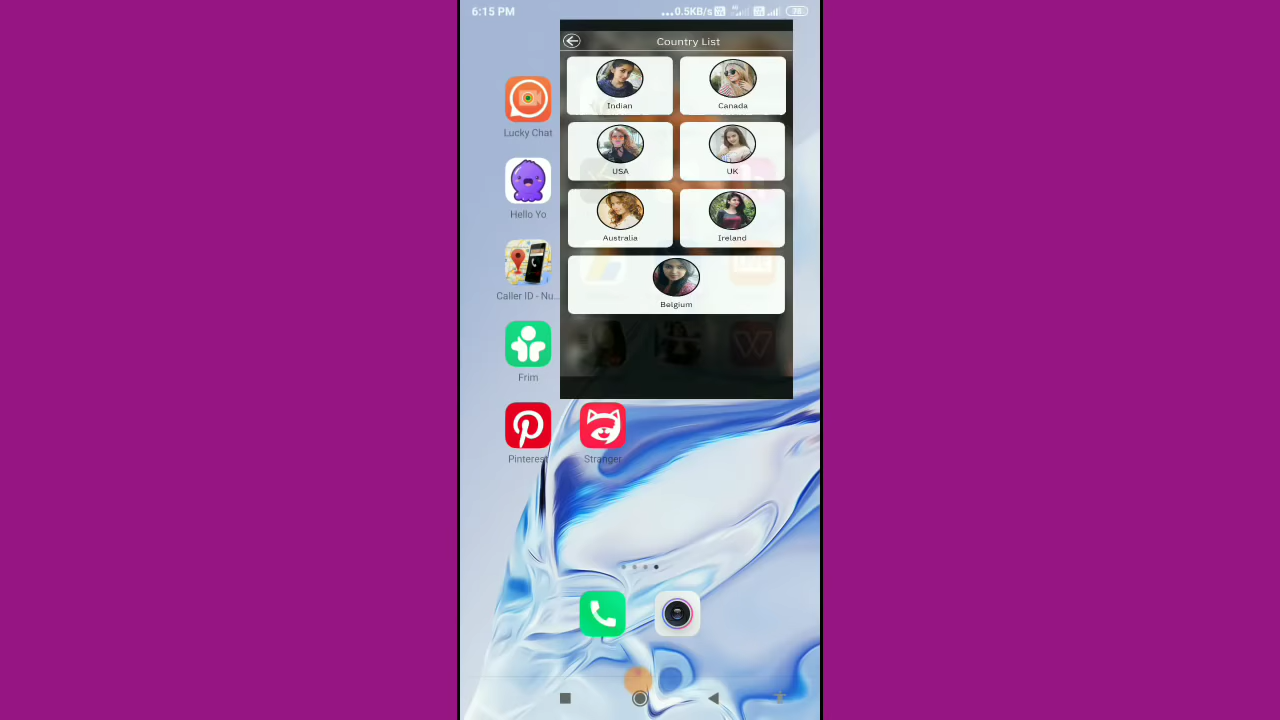 6:15 PM
...0.5KB/s
Country List
Indian
Canada
Lucky Chat
USA
UK
Hello Yo
Australia
Ireland
Caller ID - Nu...
Belgium
Frim
Pinterest
Stranger